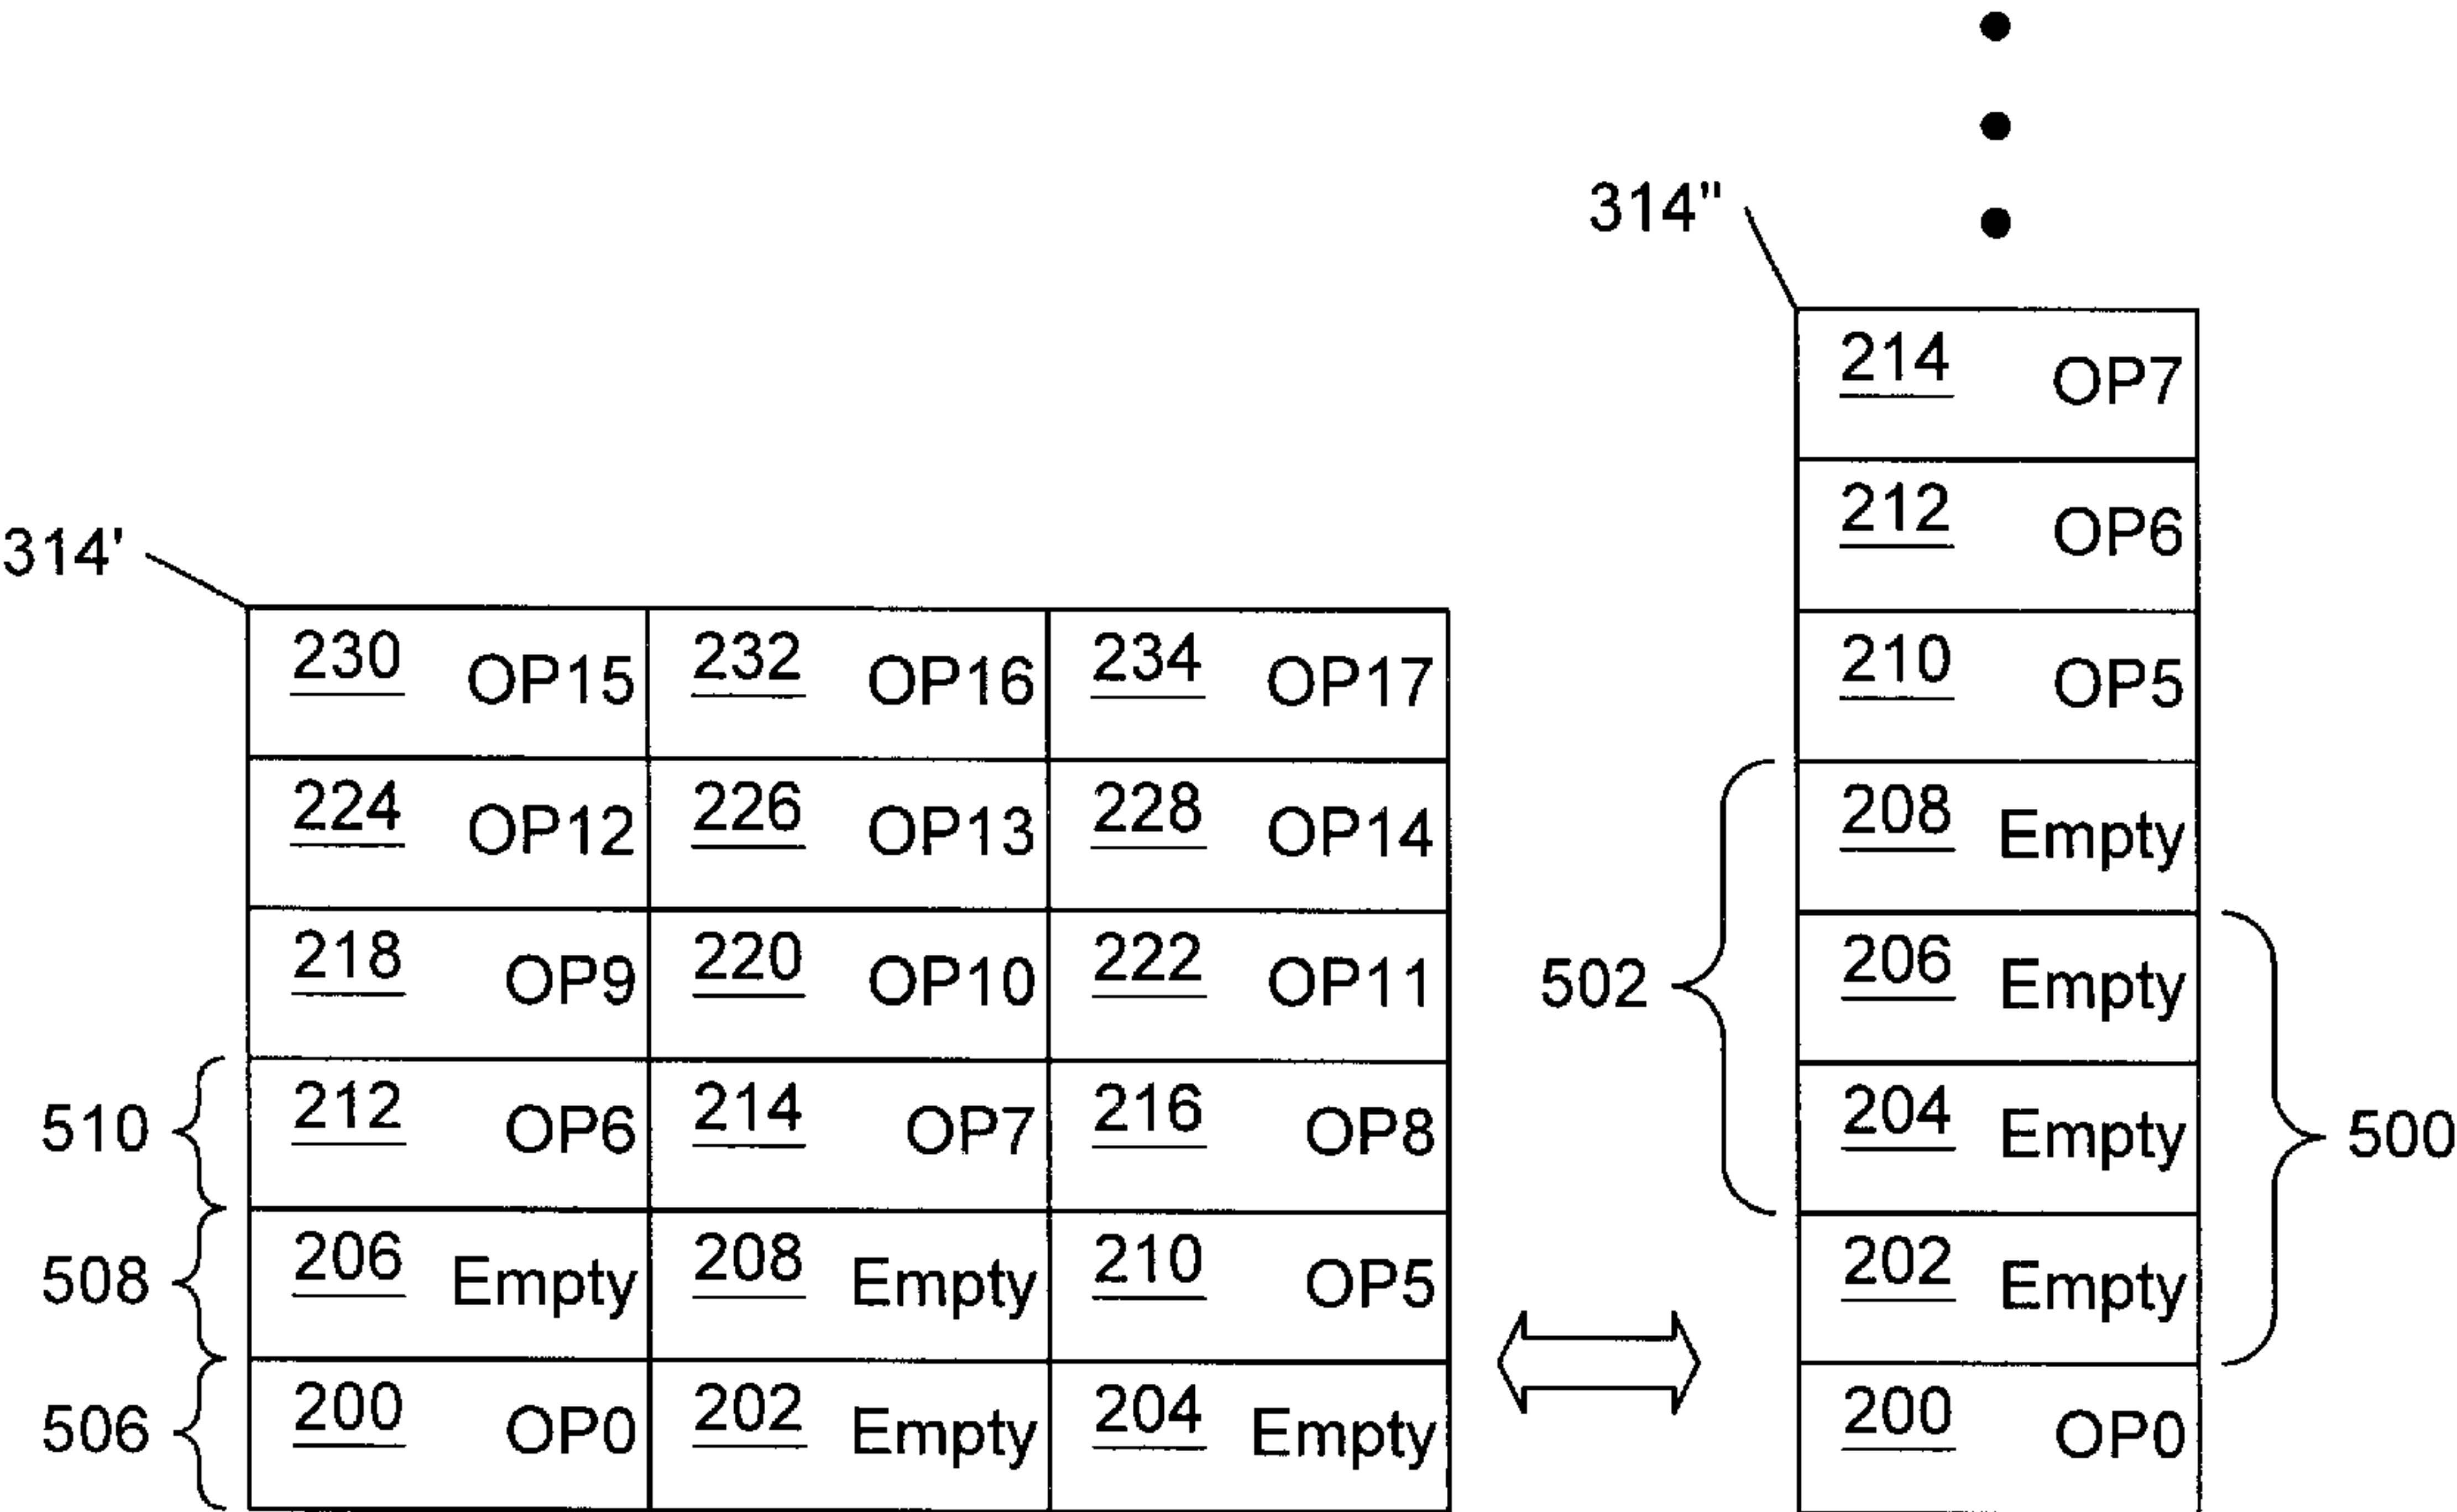 314"
214 OP7
212 OP6
210 OP5
208 Empty
206 Empty
204 Empty
202 Empty
200 OP0
502
500
314'
230 OP15 232 OP16 234 OP17
224 OP12 226 OP13 228 OP14
218 OP9 220 OP10 222 OP11
510 212 OP6 214 OP7 216 OP8
508 206 Empty 208 Empty 210 OP5
506 200 OP0 202 Empty 204 Empty